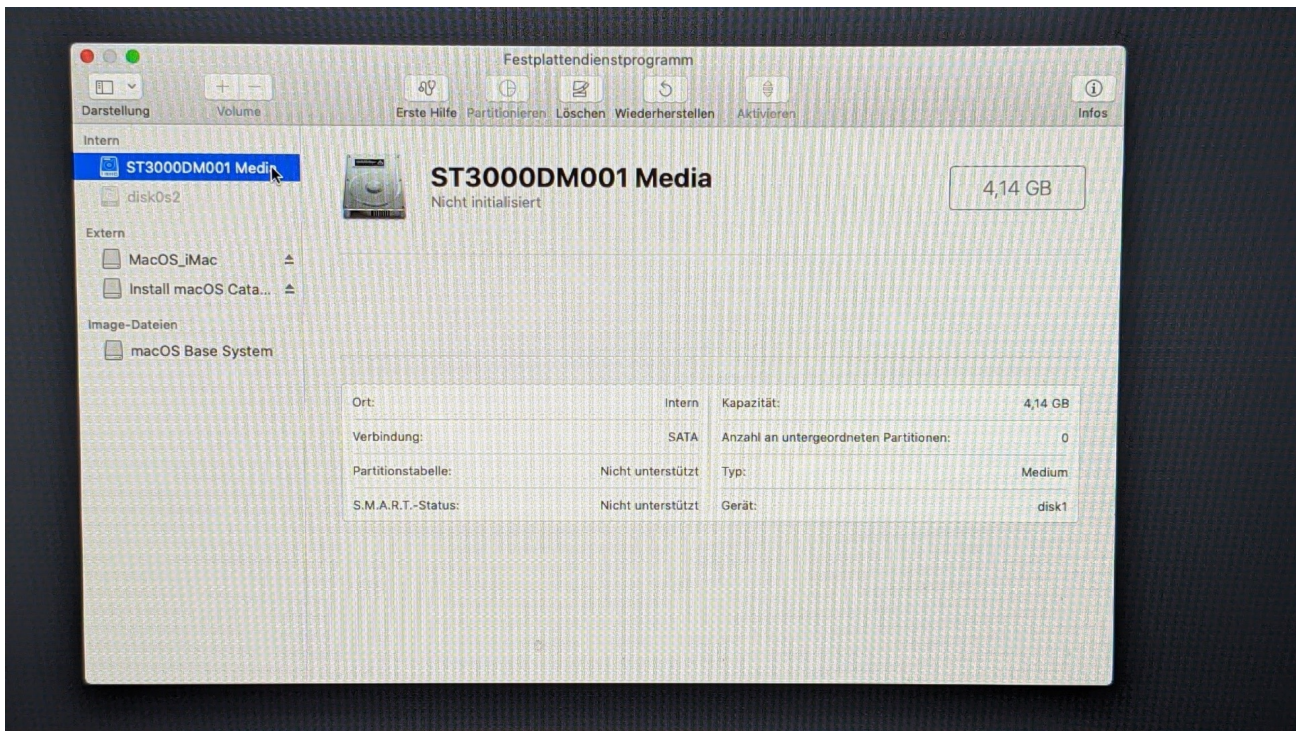 Festplattendienstprogramm
Darstellung
Volume
Erste Hilfe
Partitionieren
Löschen
Wiederherstellen
Aktivieren
Infos
Intern
ST3000DM001 Media
disk0s2
Extern
MacOS_iMac
Install macOS Cata...
Image-Dateien
macOS Base System
ST3000DM001 Media
Nicht initialisiert
4,14 GB
Ort: Intern
Verbindung: SATA
Partitionstabelle: Nicht unterstützt
S.M.A.R.T.-Status: Nicht unterstützt
Kapazität: 4,14 GB
Anzahl an untergeordneten Partitionen: 0
Typ: Medium
Gerät: disk1